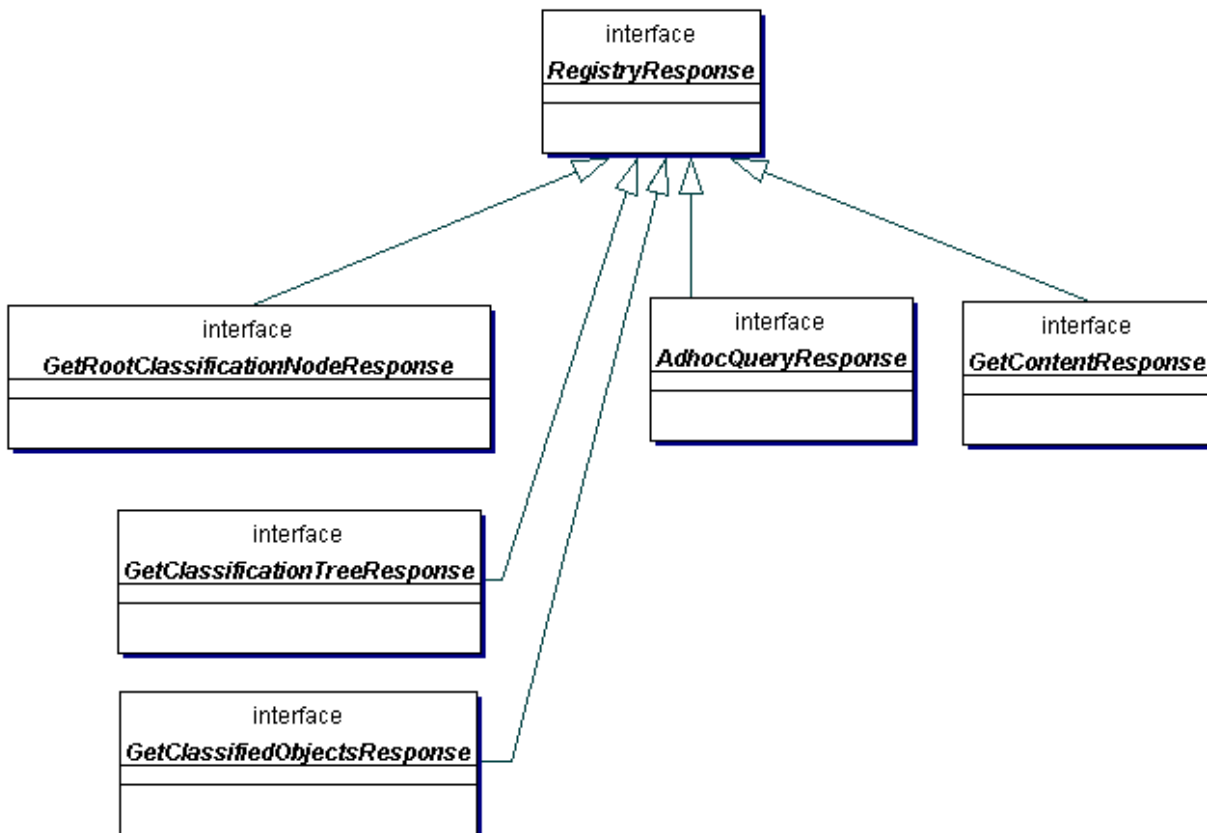 interface
RegistryResponse
interface
GetRootClassificationNodeResponse
interface
AdhocQueryResponse
interface
GetContentResponse
interface
GetClassificationTreeResponse
interface
GetClassifiedObjectsResponse